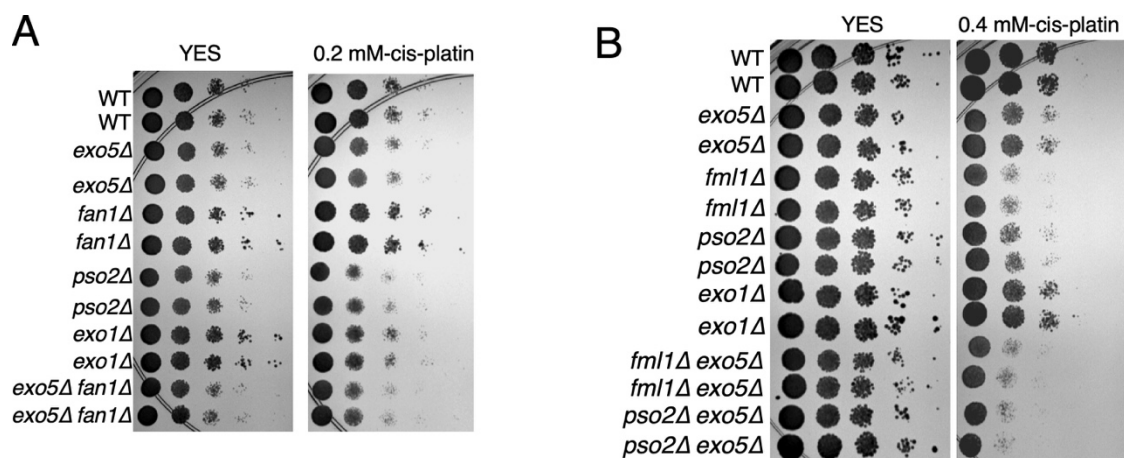 A
YES
0.2 mM-cis-platin
WT
WT
exo5Δ
exo5Δ
fan1Δ
fan1Δ
pso2Δ
pso2Δ
exo1Δ
exo1Δ
exo5Δ fan1Δ
exo5Δ fan1Δ
B
YES
0.4 mM-cis-platin
WT
WT
exo5Δ
exo5Δ
fml1Δ
fml1Δ
pso2Δ
pso2Δ
exo1Δ
exo1Δ
fml1Δ exo5Δ
fml1Δ exo5Δ
pso2Δ exo5Δ
pso2Δ exo5Δ